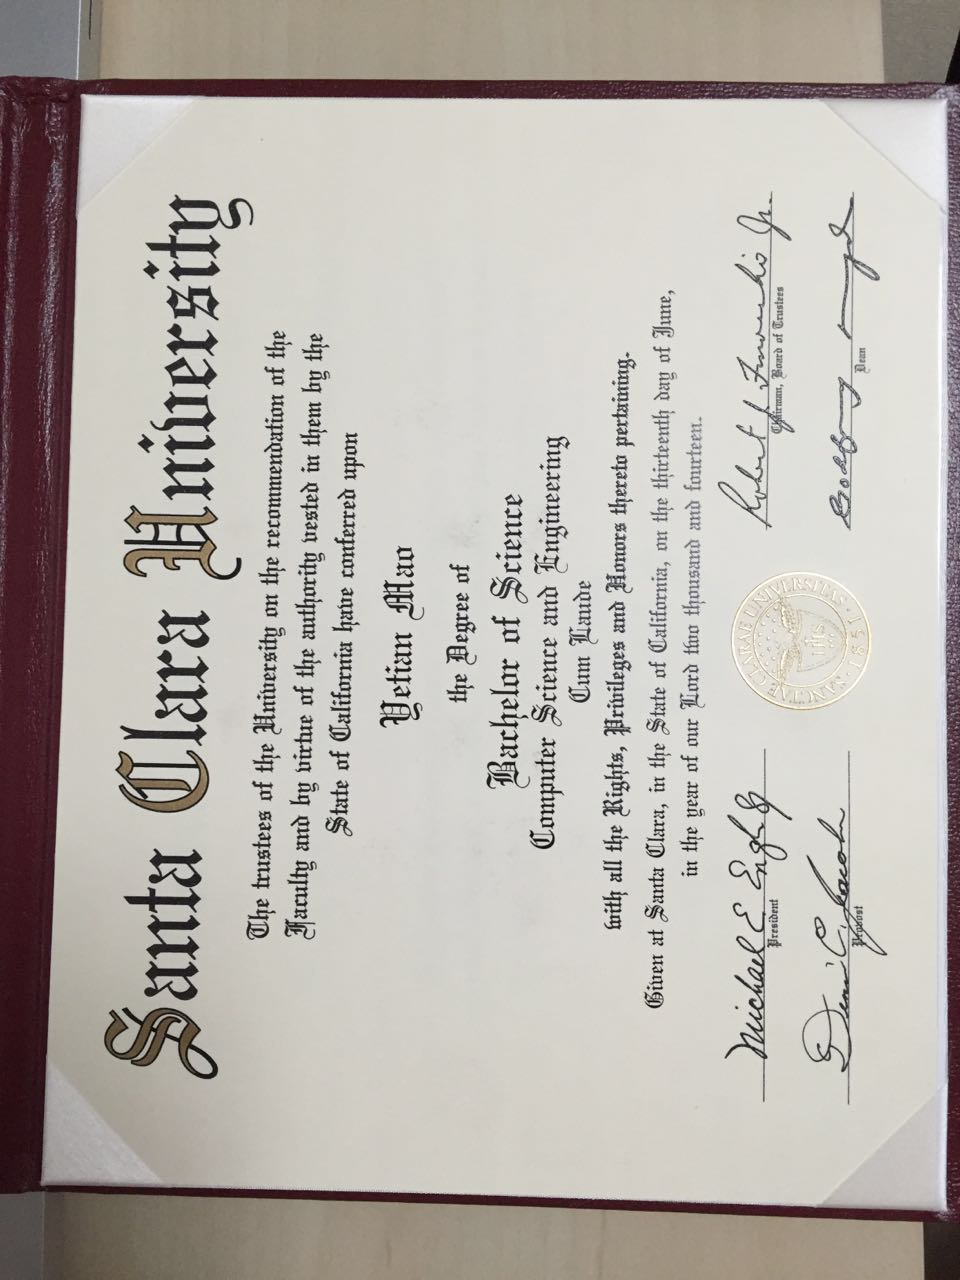 Santa Clara University
The trustees of the University on the recommendation of the
Faculty and by virtue of the authority vested in them by the
State of California have conferred upon
Yetian Mao
the Degree of
Bachelor of Science
Computer Science and Engineering
Cum Laude
with all the Rights, Privileges and Honors thereto pertaining.
Given at Santa Clara, in the State of California, on the thirteenth day of June,
in the year of our Lord two thousand and fourteen.
Michael E Engh SJ
President
SANCTAE CLARAE UNIVERSITAS
IHS
· 1851 ·
Robert J. Finocchio Jr.
Chairman, Board of Trustees
Provost
Dean